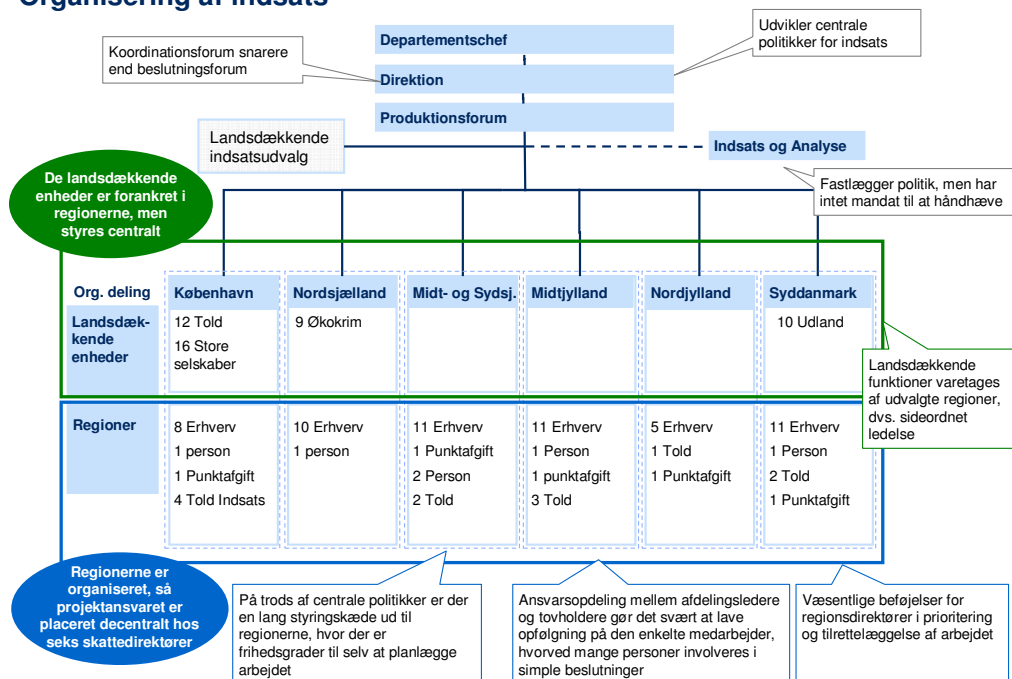 Organisering af indsats
Departementschef
Direktion
Produktionsforum
Koordinationsforum snarere
end beslutningsforum
Udvikler centrale
politikker for indsats
Landsdækkende
indsatsudvalg
Indsats og Analyse
Fastlægger politik, men har
intet mandat til at håndhæve
De landsdækkende
enheder er forankret i
regionerne, men
styres centralt
Org. deling
København
Nordsjælland
Midt- og Sydsj.
Midtjylland
Nordjylland
Syddanmark
Landsdæk-
kende
enheder
12 Told
16 Store
selskaber
9 Økokrim
10 Udland
Landsdækkende
funktioner varetages
af udvalgte regioner,
dvs. sideordnet
ledelse
Regioner
8 Erhverv
1 person
1 Punktafgift
4 Told Indsats
10 Erhverv
1 person
11 Erhverv
1 Punktafgift
2 Person
2 Told
11 Erhverv
1 Person
1 punktafgift
3 Told
5 Erhverv
1 Told
1 Punktafgift
11 Erhverv
1 Person
2 Told
1 Punktafgift
Regionerne er
organiseret, så
projektansvaret er
placeret decentralt hos
seks skattedirektører
På trods af centrale politikker er der
en lang styringskæde ud til
regionerne, hvor der er
frihedsgrader til selv at planlægge
arbejdet
Ansvarsopdeling mellem afdelingsledere
og tovholdere gør det svært at lave
opfølgning på den enkelte medarbejder,
hvorved mange personer involveres i
simple beslutninger
Væsentlige beføjelser for
regionsdirektører i prioritering
og tilrettelæggelse af arbejdet